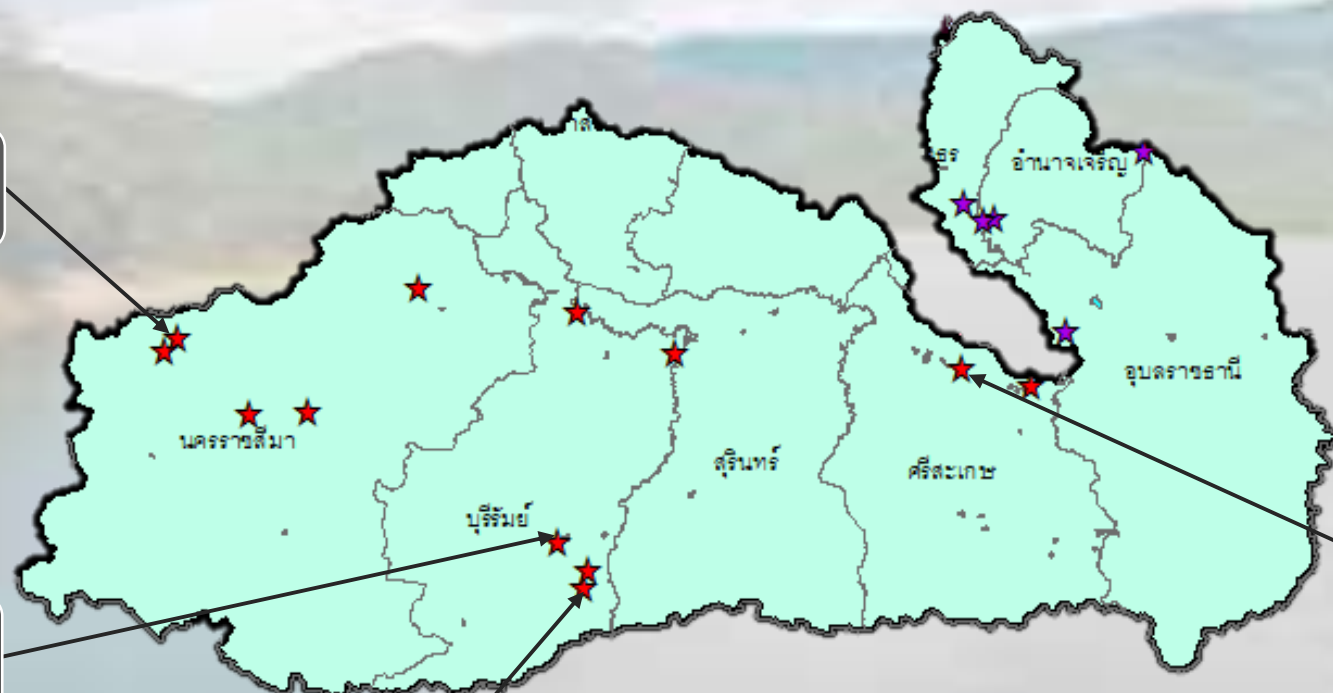 อำนาจเจริญ
อุบลราชธานี
นครราชสีมา
สุรินทร์
ศรีสะเกษ
บุรีรัมย์